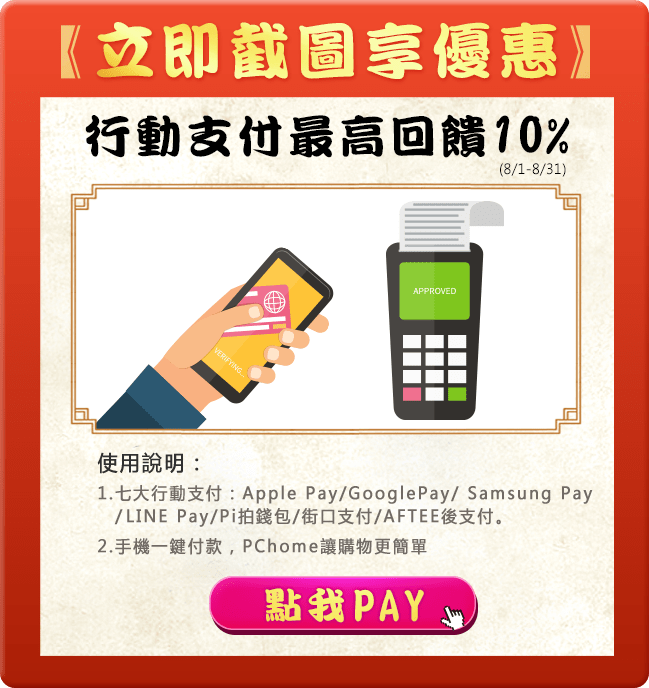 《立即截圖享優惠》
行動支付最高回饋10%
(8/1-8/31)
APPROVED
VERIFYING...
使用說明：
1.七大行動支付：Apple Pay/GooglePay/ Samsung Pay
/LINE Pay/Pi拍錢包/街口支付/AFTEE後支付。
2.手機一鍵付款，PChome讓購物更簡單
點我PAY